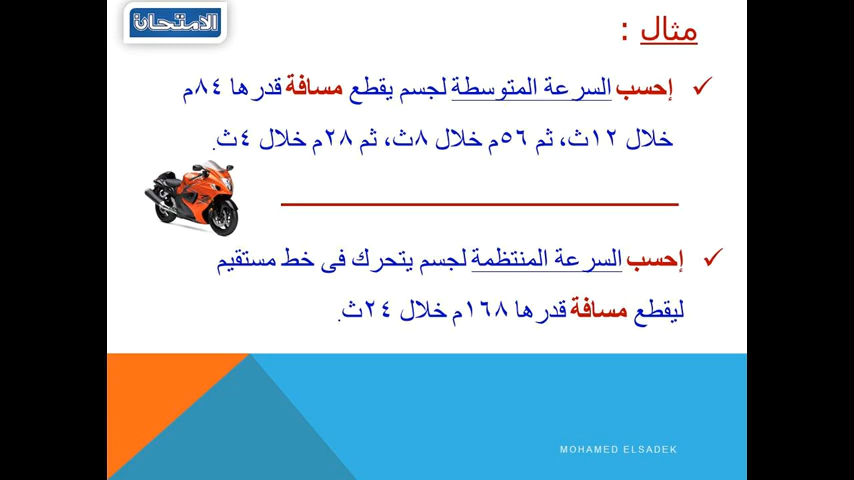 الامتحان
مثال :
✓ إحسب السرعة المتوسطة لجسم يقطع مسافة قدرها ٨٤م
خلال ١٢ث، ثم ٥٦م خلال ٨ث، ثم ٢٨م خلال ٤ث.
✓ إحسب السرعة المنتظمة لجسم يتحرك فى خط مستقيم
ليقطع مسافة قدرها ١٦٨م خلال ٢٤ث.
MOHAMED ELSADEK